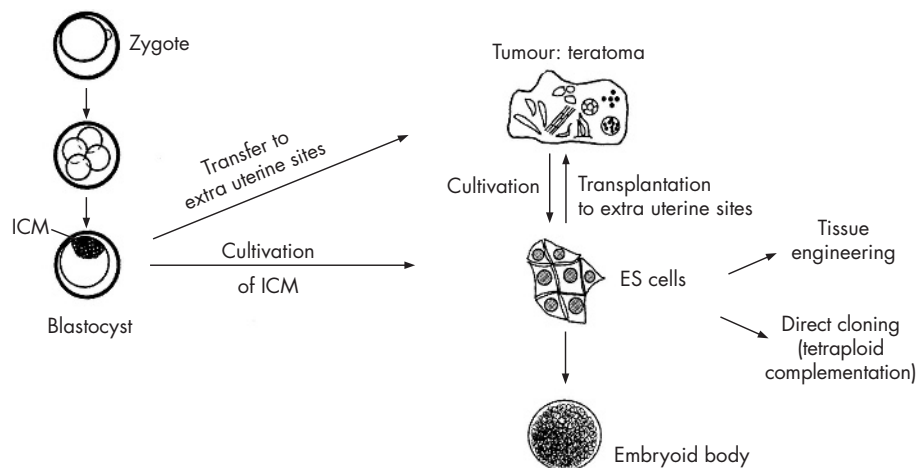 Zygote
ICM
Blastocyst
Transfer to
extra uterine sites
Cultivation
of ICM
Tumour: teratoma
Cultivation
Transplantation
to extra uterine sites
ES cells
Tissue
engineering
Direct cloning
(tetraploid
complementation)
Embryoid body